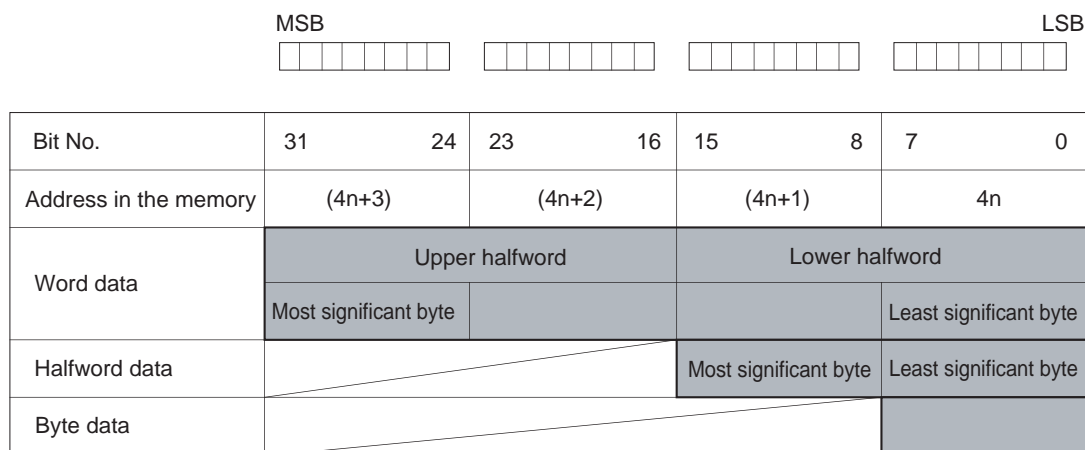 MSB LSB
Bit No. 31 24 23 16 15 8 7 0
Address in the memory (4n+3) (4n+2) (4n+1) 4n
Word data
Upper halfword Lower halfword
Most significant byte Least significant byte
Halfword data Most significant byte Least significant byte
Byte data